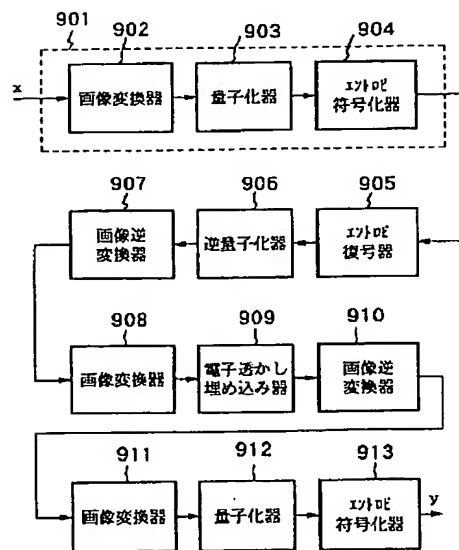 901
902
903
904
x
画像変換器
量子化器
エントロピ
符号化器
907
906
905
画像逆
変換器
逆量子化器
エントロピ
復号器
908
909
910
画像変換器
電子透かし
埋め込み器
画像逆
変換器
911
912
913
画像変換器
量子化器
エントロピ
符号化器
y